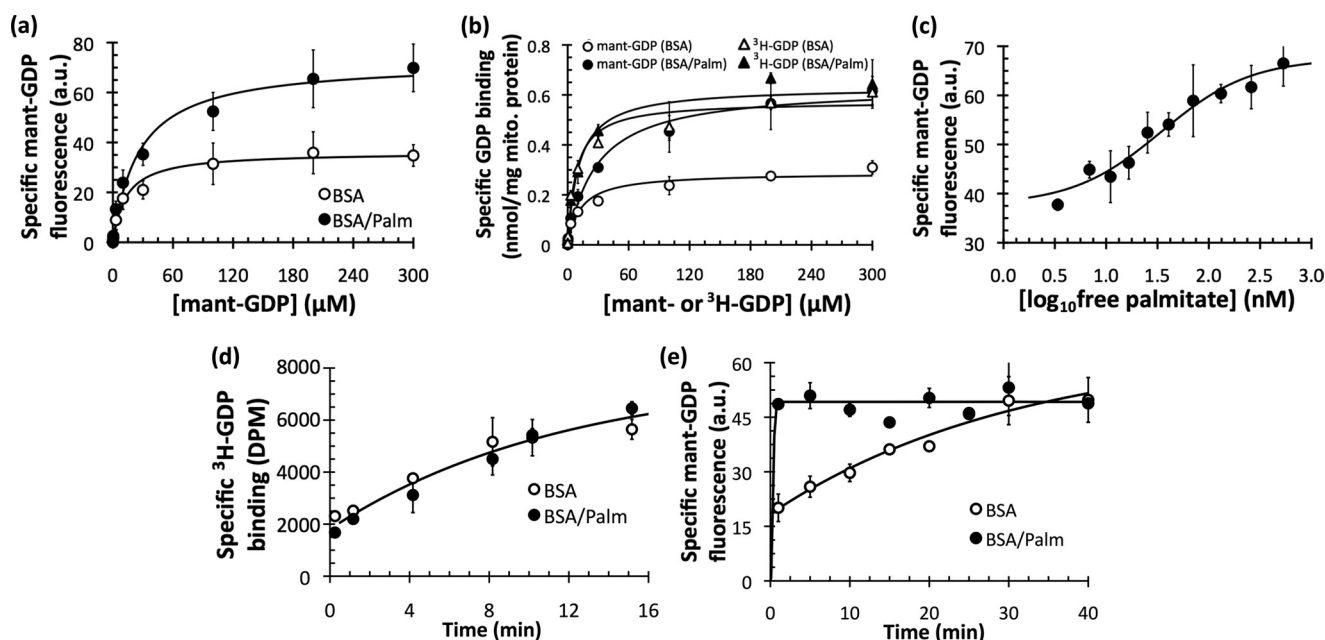 (a)
Specific mant-GDP
fluorescence (a.u.)
80
60
40
20
0
0 60 120 180 240 300
[mant-GDP] (µM)
BSA
BSA/Palm
(b)
mant-GDP (BSA)
³H-GDP (BSA)
mant-GDP (BSA/Palm)
³H-GDP (BSA/Palm)
Specific GDP binding
(nmol/mg mito. protein)
0.8
0.6
0.4
0.2
0.0
0 60 120 180 240 300
[mant- or ³H-GDP] (µM)
(c)
Specific mant-GDP
fluorescence (a.u.)
70
60
50
40
30
0.0 0.5 1.0 1.5 2.0 2.5 3.0
[log₁₀free palmitate] (nM)
(d)
Specific ³H-GDP
binding (DPM)
8000
6000
4000
2000
0
0 4 8 12 16
Time (min)
BSA
BSA/Palm
(e)
Specific mant-GDP
fluorescence (a.u.)
60
45
30
15
0
0 10 20 30 40
Time (min)
BSA
BSA/Palm